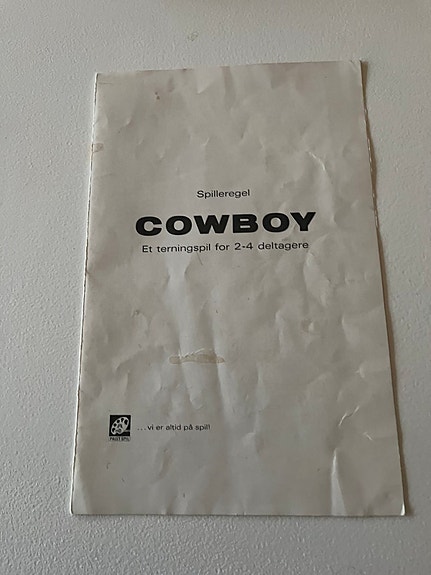 Spilleregel
COWBOY
Et terningspil for 2-4 deltagere
...vi er altid på spil!